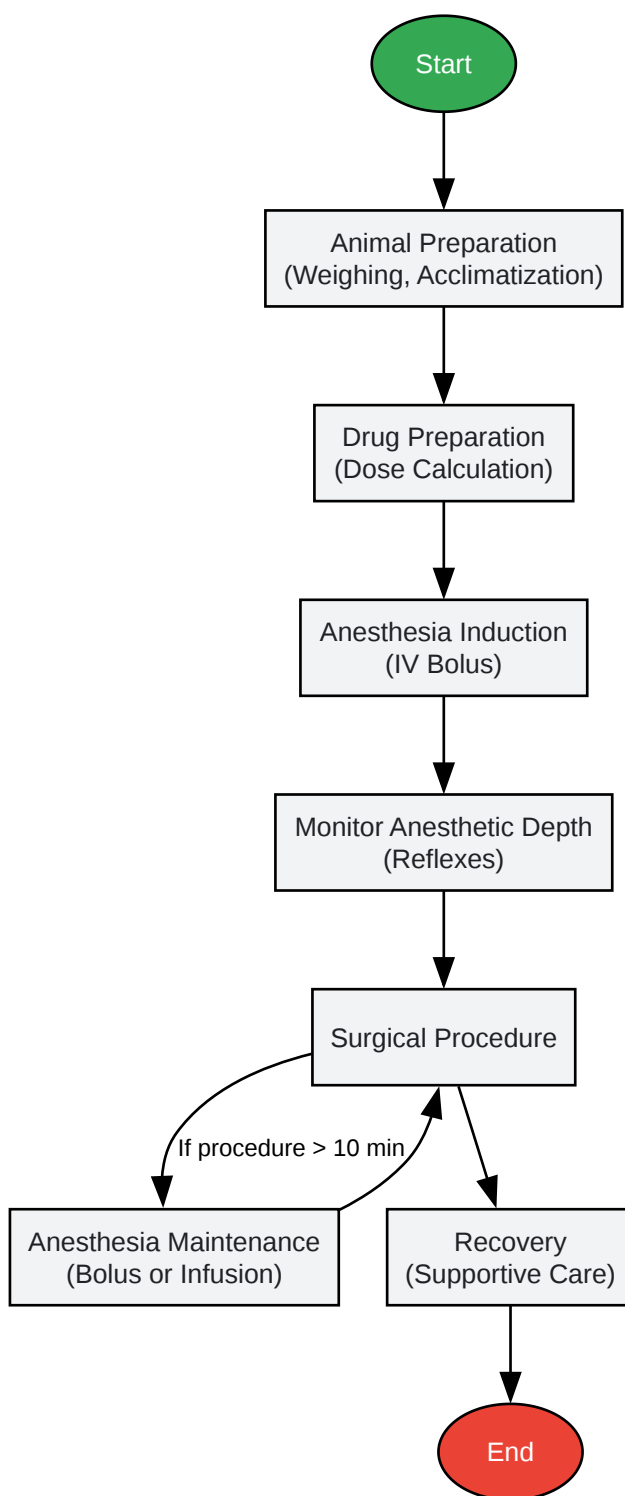 Start
Animal Preparation
(Weighing, Acclimatization)
Drug Preparation
(Dose Calculation)
Anesthesia Induction
(IV Bolus)
Monitor Anesthetic Depth
(Reflexes)
Surgical Procedure
If procedure > 10 min
Anesthesia Maintenance
(Bolus or Infusion)
Recovery
(Supportive Care)
End